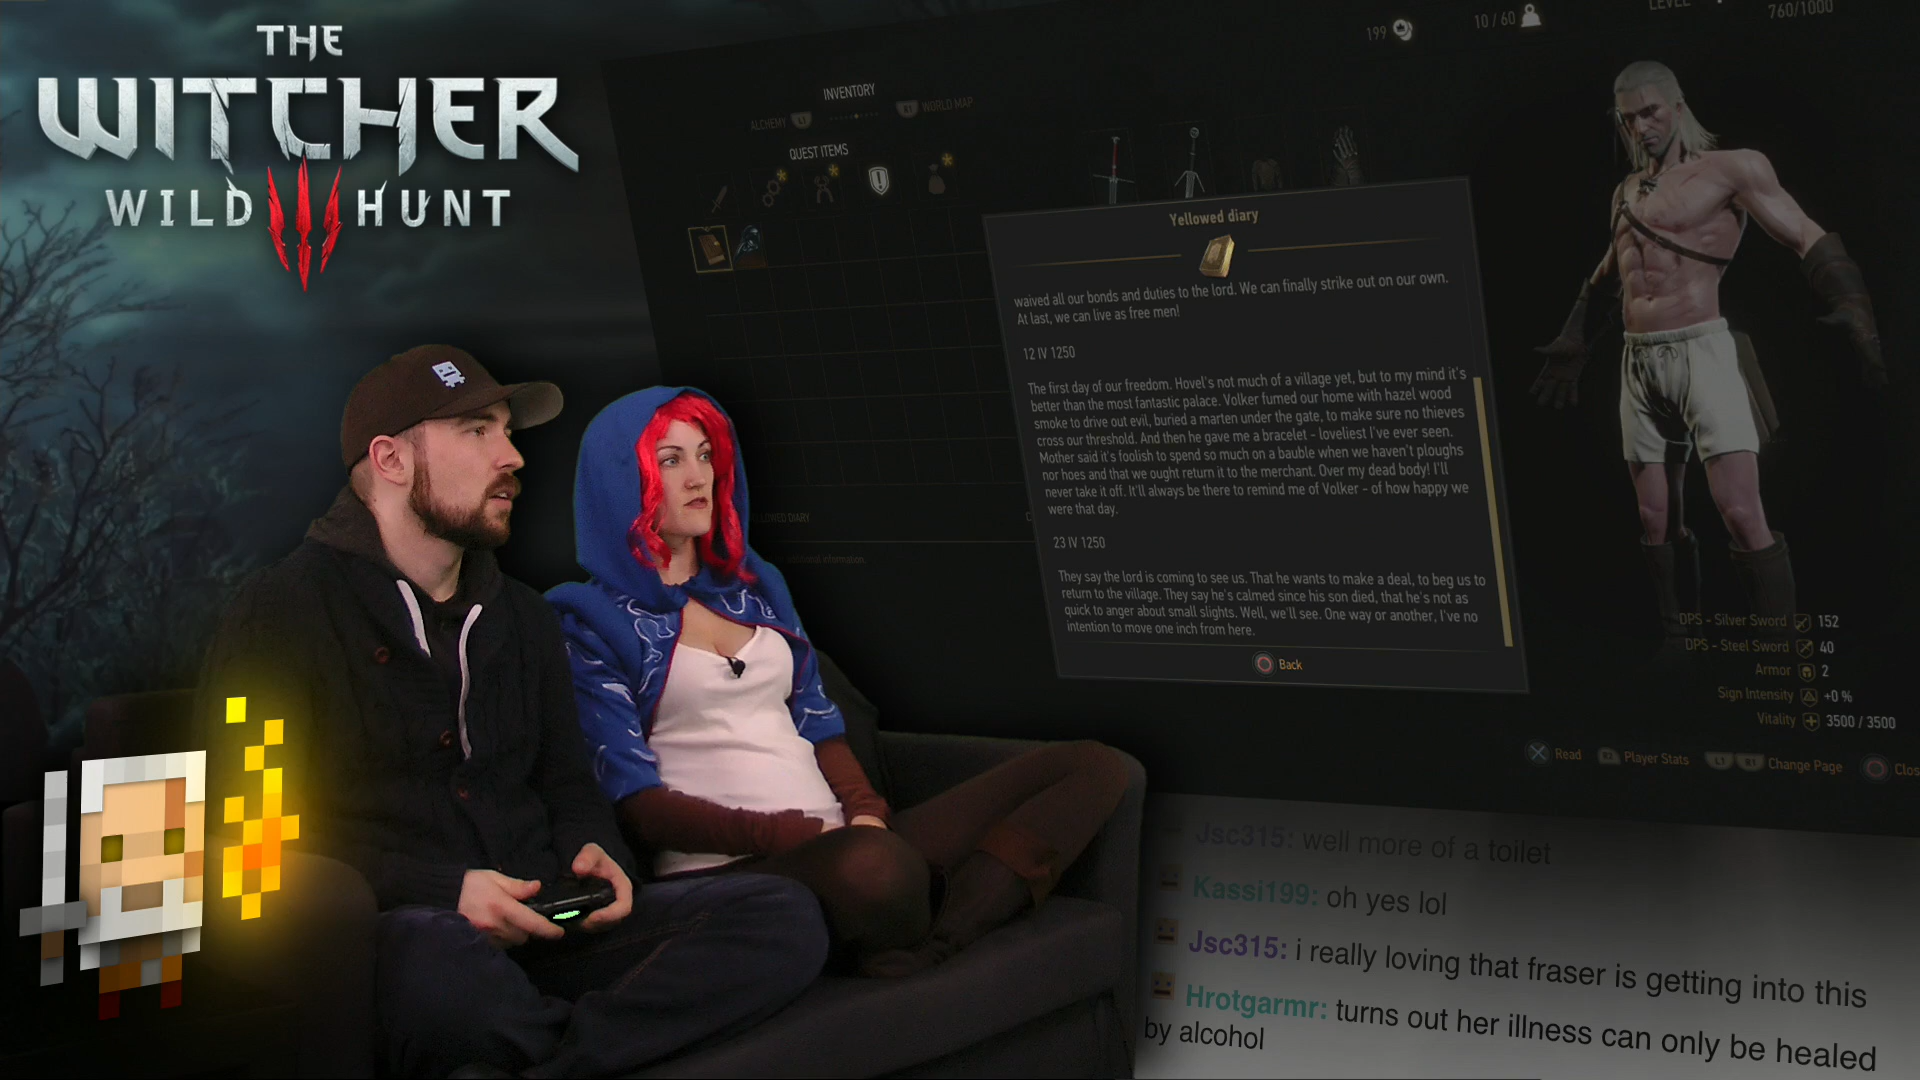 THE
WITCHER
WILD HUNT
199
10 / 60
LEVEL
760/1000
INVENTORY
ALCHEMY L1
R1 WORLD MAP
QUEST ITEMS
Yellowed diary
waived all our bonds and duties to the lord. We can finally strike out on our own.
At last, we can live as free men!
12 IV 1250
The first day of our freedom. Hovel's not much of a village yet, but to my mind it's
better than the most fantastic palace. Volker fumed our home with hazel wood
smoke to drive out evil, buried a marten under the gate, to make sure no thieves
cross our threshold. And then he gave me a bracelet - loveliest I've ever seen.
Mother said it's foolish to spend so much on a bauble when we haven't ploughs
nor hoes and that we ought return it to the merchant. Over my dead body! I'll
never take it off. It'll always be there to remind me of Volker - of how happy we
were that day.
23 IV 1250
They say the lord is coming to see us. That he wants to make a deal, to beg us to
return to the village. They say he's calmed since his son died, that he's not as
quick to anger about small slights. Well, we'll see. One way or another, I've no
intention to move one inch from here.
Back
LOWED DIARY
additional information.
DPS - Silver Sword 152
DPS - Steel Sword 40
Armor 2
Sign Intensity +0 %
Vitality 3500 / 3500
Read
Player Stats
L1 R1 Change Page
Clos
Jsc315: well more of a toilet
Kassi199: oh yes lol
Jsc315: i really loving that fraser is getting into this
Hrotgarmr: turns out her illness can only be healed
by alcohol